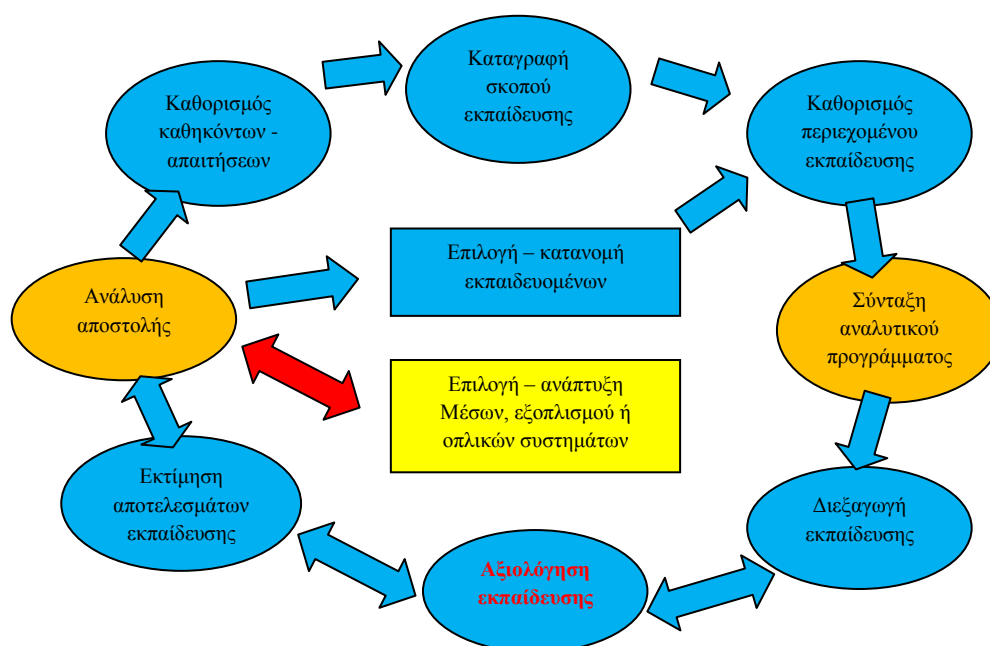 Καταγραφή
σκοπού
εκπαίδευσης
Καθορισμός
καθηκόντων -
απαιτήσεων
Καθορισμός
περιεχομένου
εκπαίδευσης
Επιλογή – κατανομή
εκπαιδευομένων
Ανάλυση
αποστολής
Σύνταξη
αναλυτικού
προγράμματος
Επιλογή – ανάπτυξη
Μέσων, εξοπλισμού ή
οπλικών συστημάτων
Εκτίμηση
αποτελεσμάτων
εκπαίδευσης
Διεξαγωγή
εκπαίδευσης
Αξιολόγηση
εκπαίδευσης